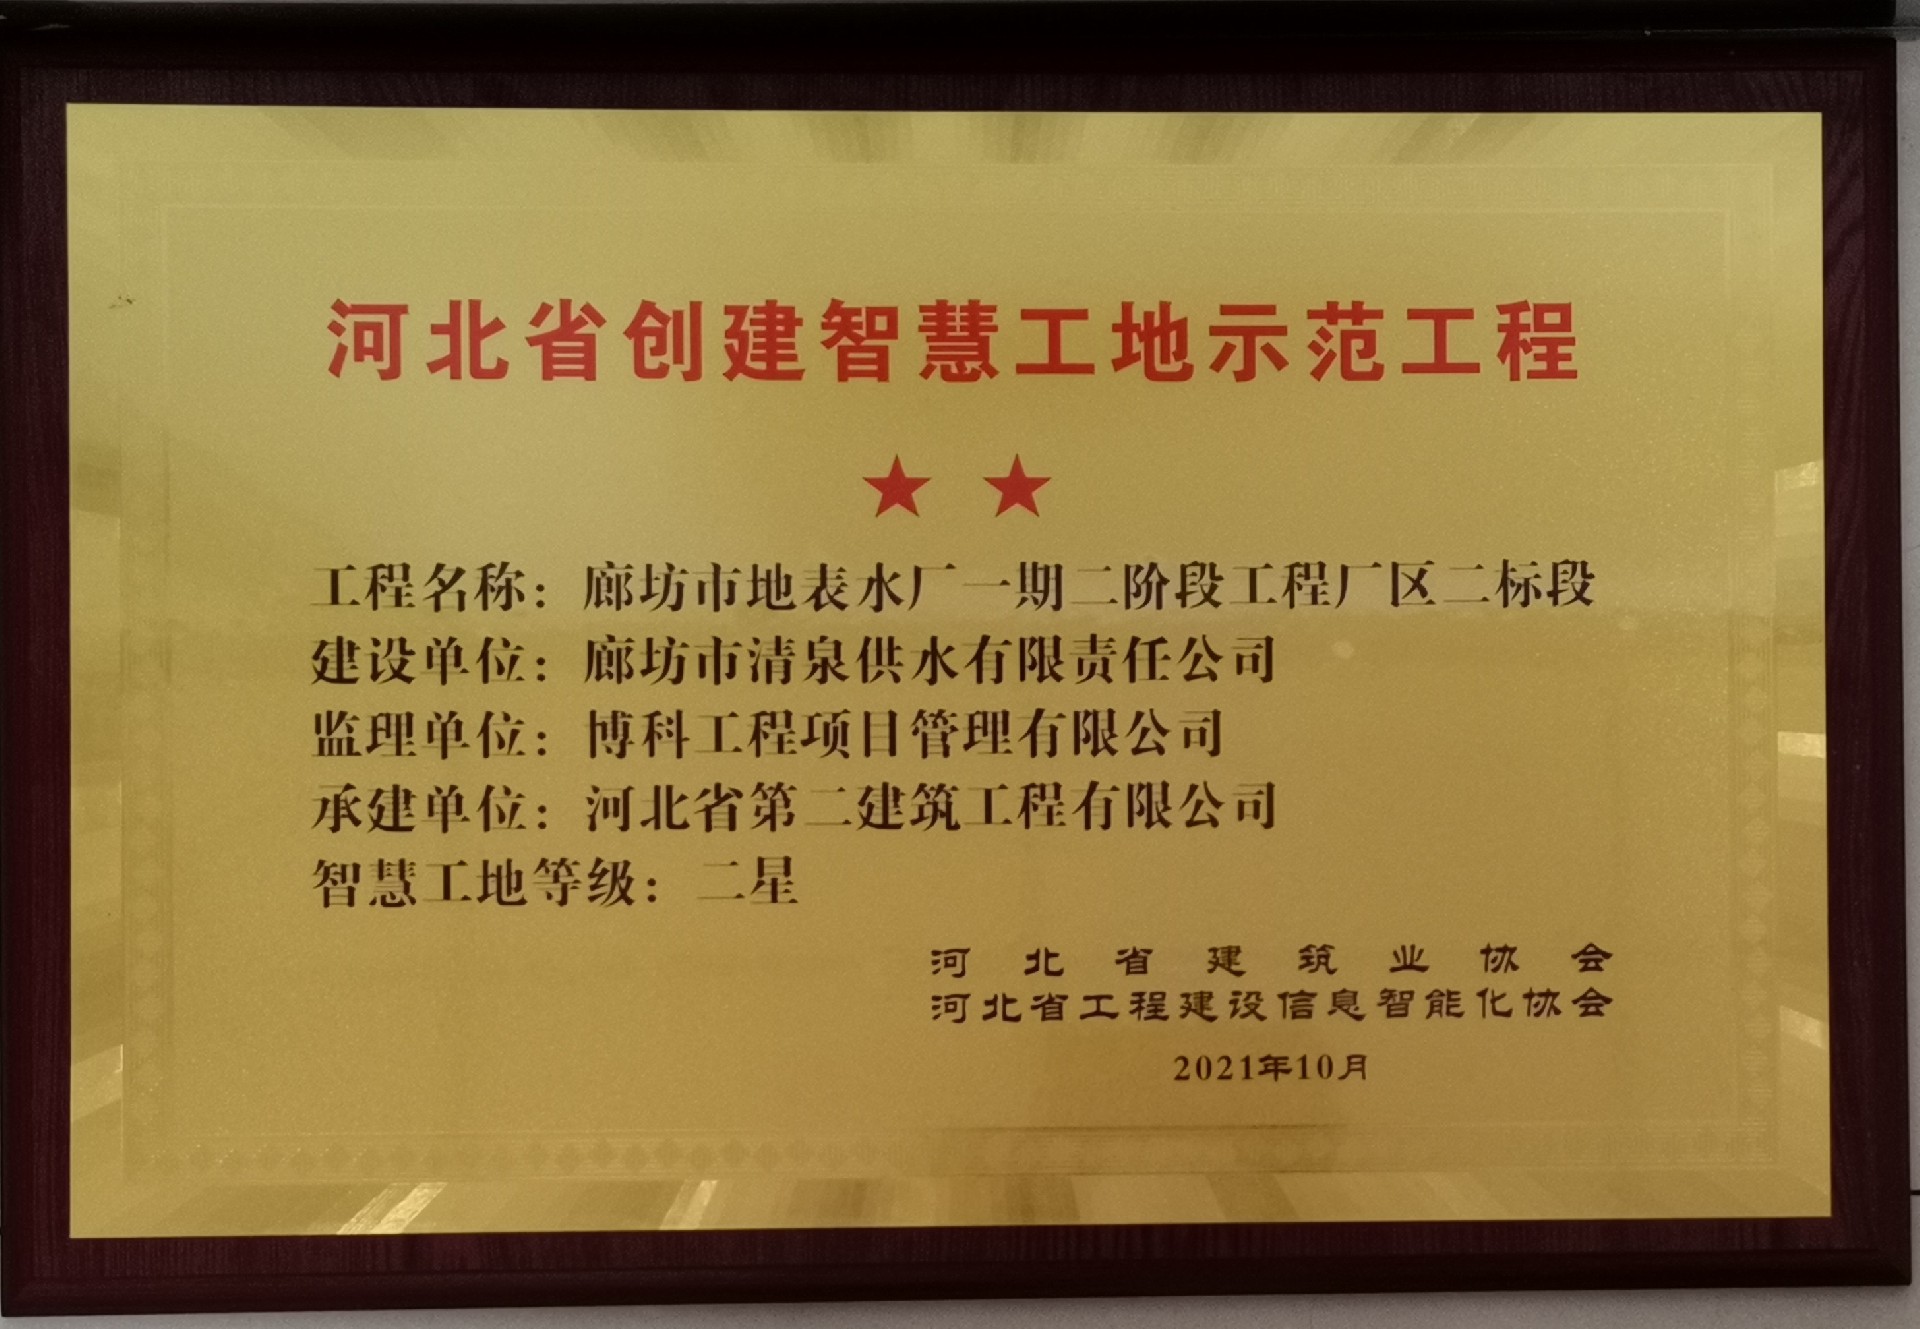 河北省创建智慧工地示范工程
★ ★
工程名称：廊坊市地表水厂一期二阶段工程厂区二标段
建设单位：廊坊市清泉供水有限责任公司
监理单位：博科工程项目管理有限公司
承建单位：河北省第二建筑工程有限公司
智慧工地等级：二星
河北省建筑业协会
河北省工程建设信息智能化协会
2021年10月